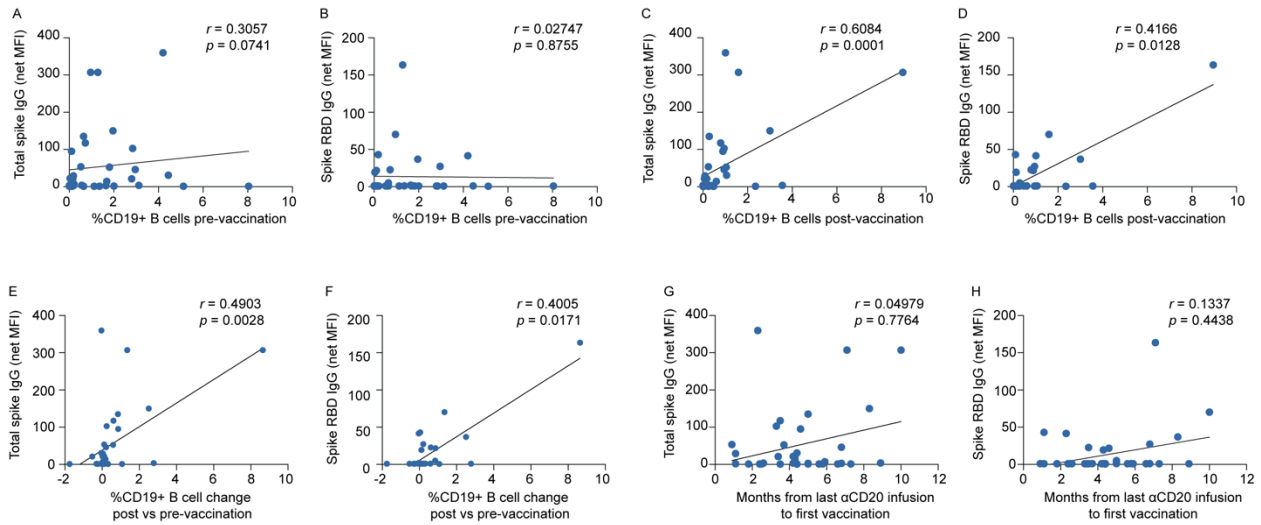 A
r = 0.3057
p = 0.0741
Total spike IgG (net MFI)
400
300
200
100
0
0 2 4 6 8 10
%CD19+ B cells pre-vaccination
B
r = 0.02747
p = 0.8755
Spike RBD IgG (net MFI)
200
150
100
50
0
0 2 4 6 8 10
%CD19+ B cells pre-vaccination
C
r = 0.6084
p = 0.0001
Total spike IgG (net MFI)
400
300
200
100
0
0 2 4 6 8 10
%CD19+ B cells post-vaccination
D
r = 0.4166
p = 0.0128
Spike RBD IgG (net MFI)
200
150
100
50
0
0 2 4 6 8 10
%CD19+ B cells post-vaccination
E
r = 0.4903
p = 0.0028
Total spike IgG (net MFI)
400
300
200
100
0
-2 0 2 4 6 8 10
%CD19+ B cell change
post vs pre-vaccination
F
r = 0.4005
p = 0.0171
Spike RBD IgG (net MFI)
200
150
100
50
0
-2 0 2 4 6 8 10
%CD19+ B cell change
post vs pre-vaccination
G
r = 0.04979
p = 0.7764
Total spike IgG (net MFI)
400
300
200
100
0
0 2 4 6 8 10 12
Months from last αCD20 infusion
to first vaccination
H
r = 0.1337
p = 0.4438
Spike RBD IgG (net MFI)
200
150
100
50
0
0 2 4 6 8 10 12
Months from last αCD20 infusion
to first vaccination